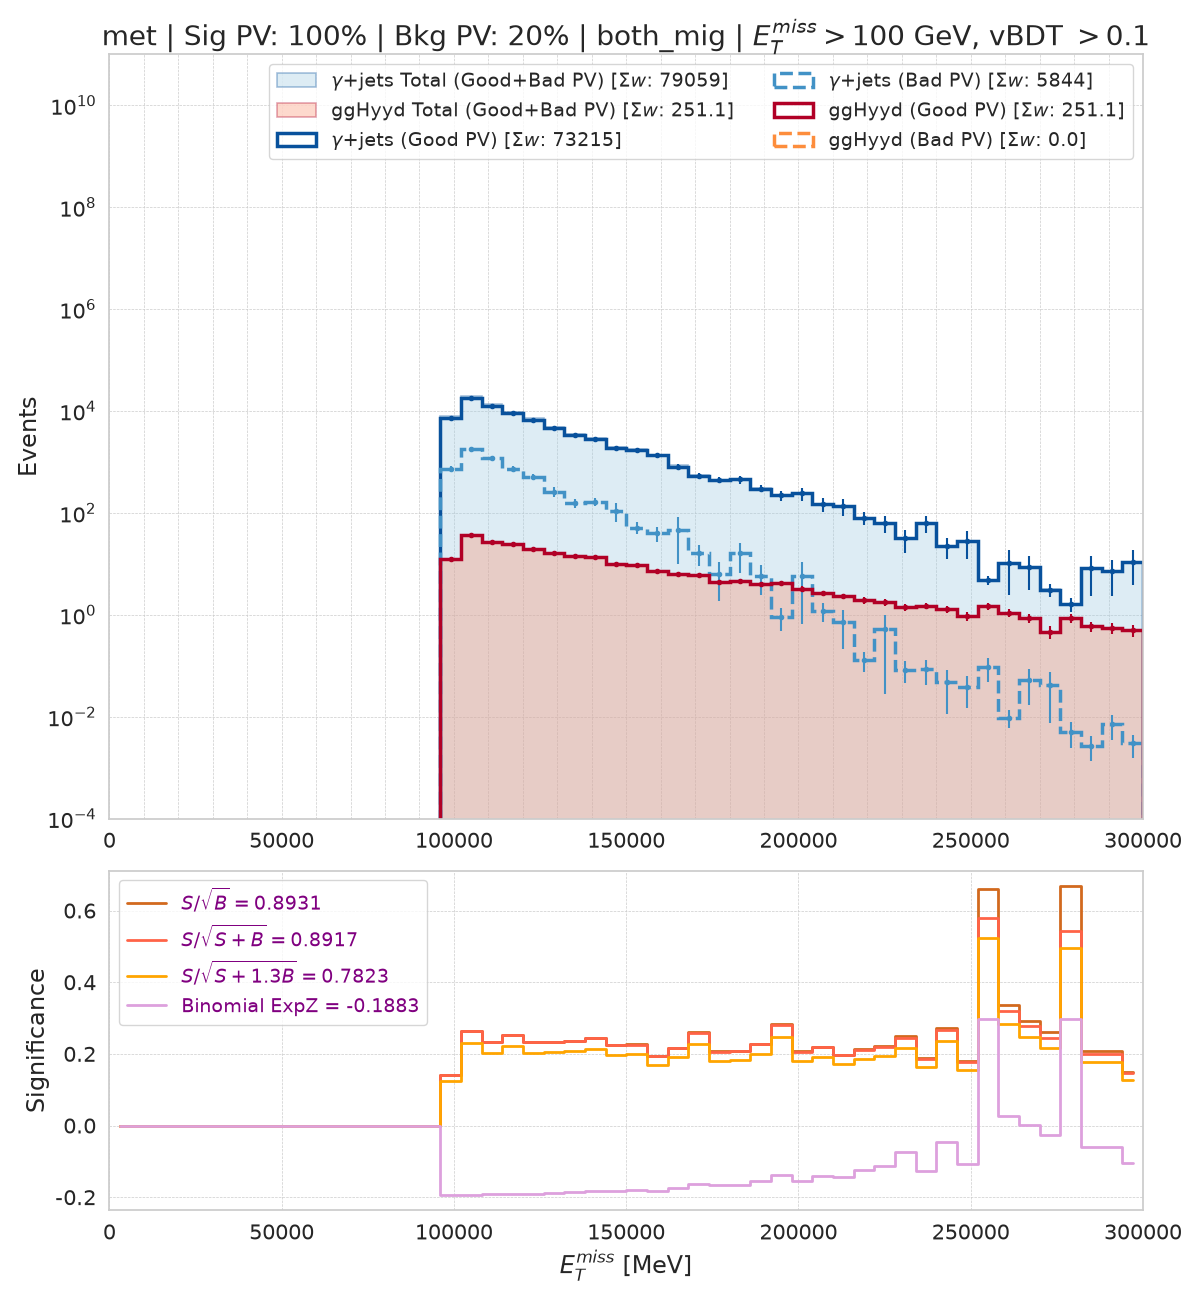 met | Sig PV: 100% | Bkg PV: 20% | both_mig | $E_T^{miss} > 100$ GeV, vBDT $> 0.1$
γ+jets Total (Good+Bad PV) [Σw: 79059]
ggHyyd Total (Good+Bad PV) [Σw: 251.1]
γ+jets (Good PV) [Σw: 73215]
γ+jets (Bad PV) [Σw: 5844]
ggHyyd (Good PV) [Σw: 251.1]
ggHyyd (Bad PV) [Σw: 0.0]
Events
10^{10}
10^{8}
10^{6}
10^{4}
10^{2}
10^{0}
10^{-2}
10^{-4}
0 50000 100000 150000 200000 250000 300000
$S/\sqrt{B} = 0.8931$
$S/\sqrt{S + B} = 0.8917$
$S/\sqrt{S + 1.3B} = 0.7823$
Binomial ExpZ = -0.1883
Significance
0.6
0.4
0.2
0.0
-0.2
0 50000 100000 150000 200000 250000 300000
$E_T^{miss}$ [MeV]